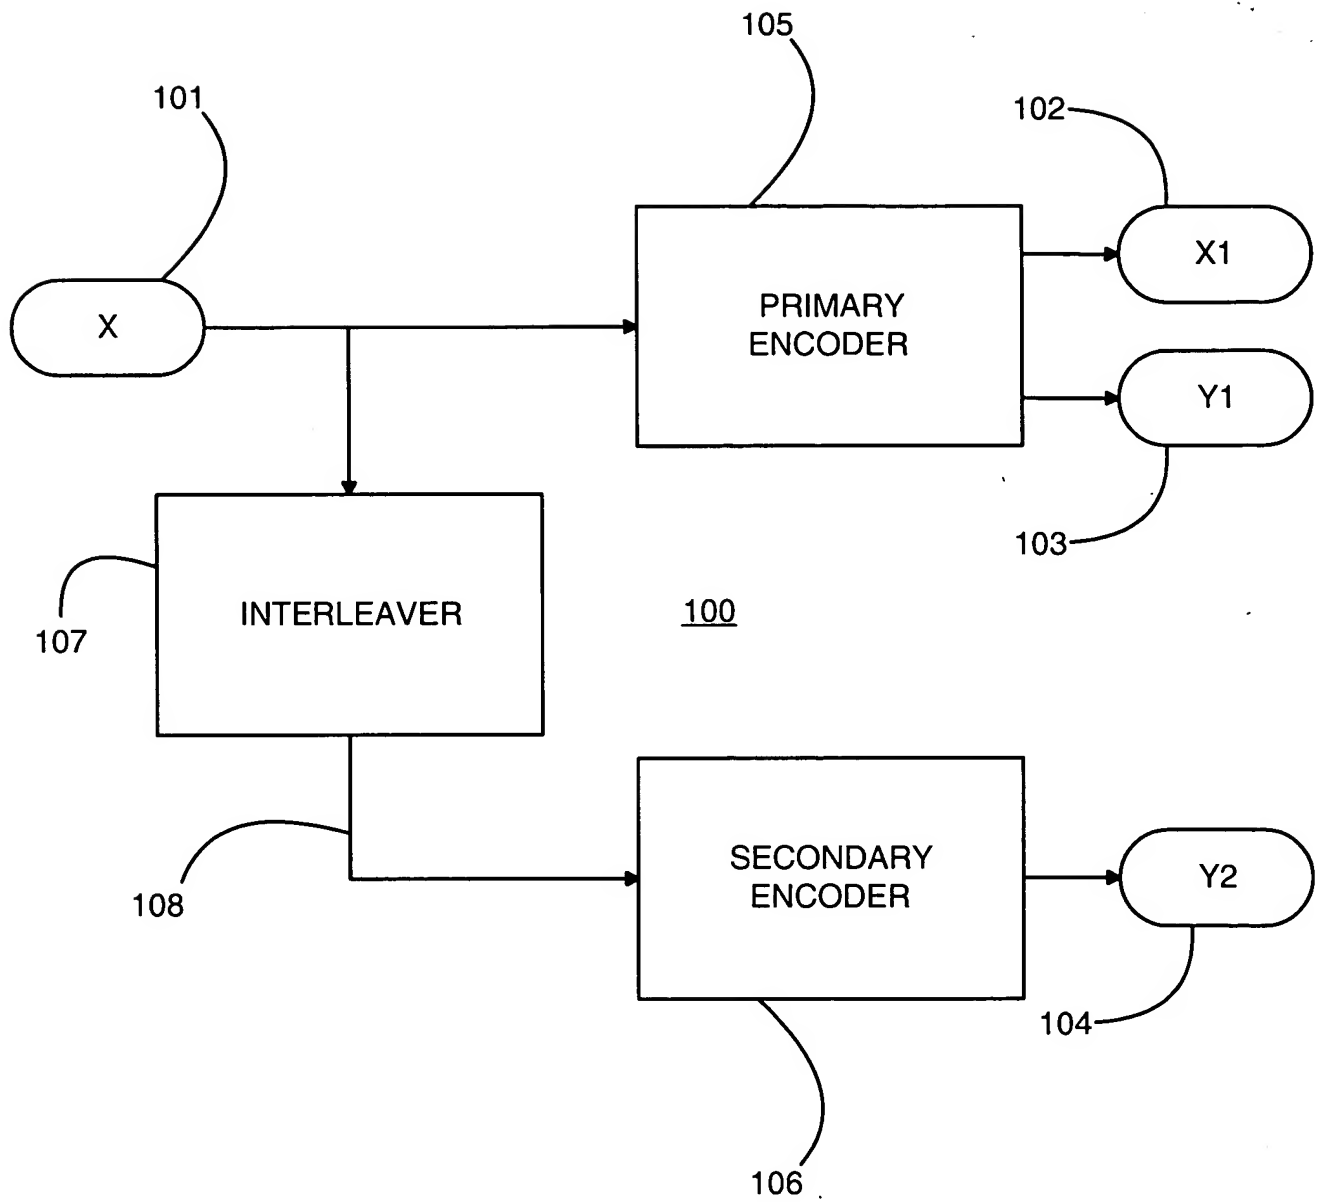 105
101
102
X1
X
PRIMARY
ENCODER
Y1
103
INTERLEAVER
100
107
SECONDARY
ENCODER
Y2
108
104
106